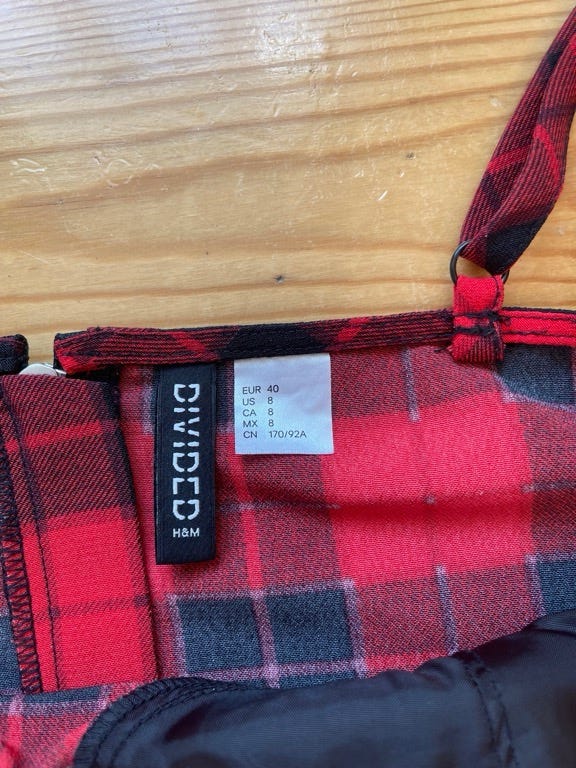 DIVIDED
H&M
EUR 40
US 8
CA 8
MX 8
CN 170/92A